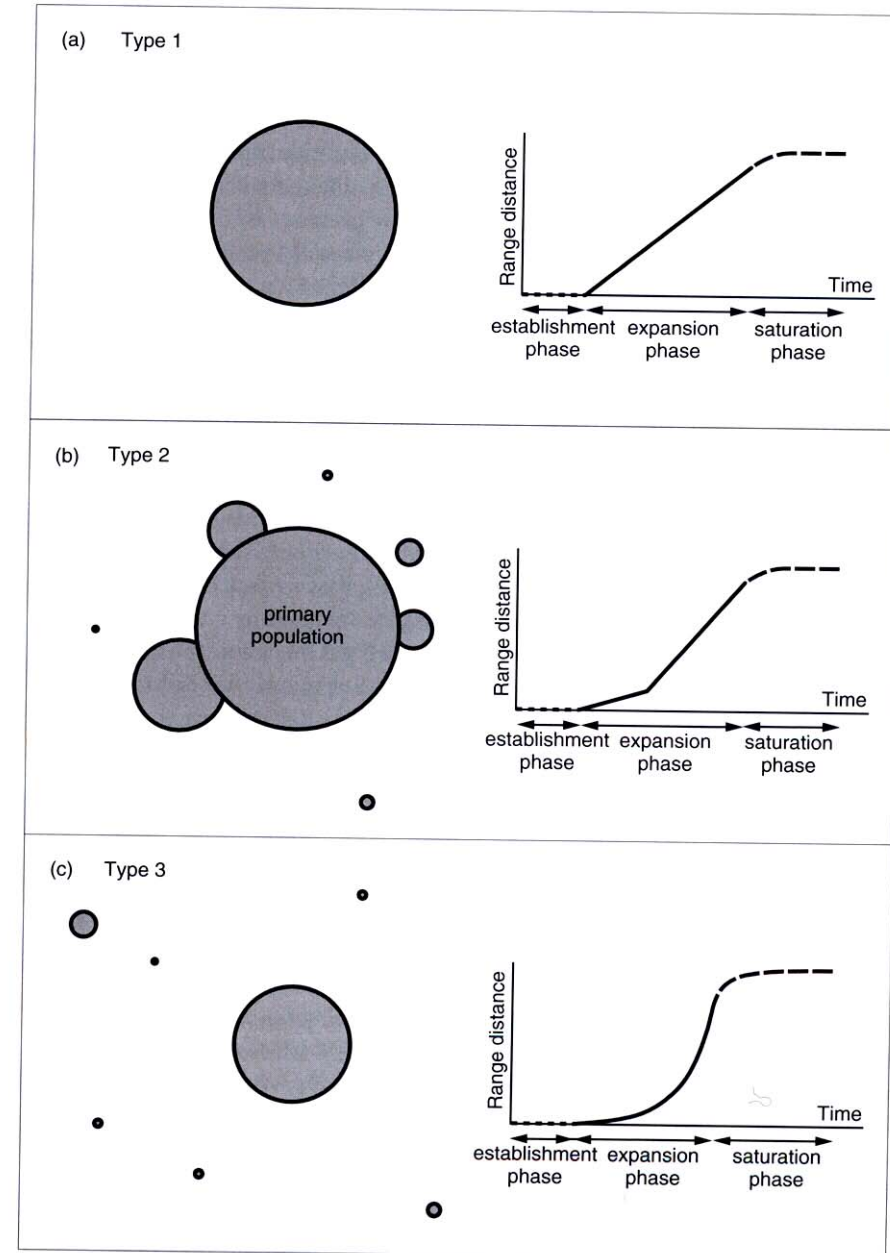 (a) Type 1
Range distance
Time
establishment phase
expansion phase
saturation phase
(b) Type 2
primary
population
Range distance
Time
establishment phase
expansion phase
saturation phase
(c) Type 3
Range distance
Time
establishment phase
expansion phase
saturation phase